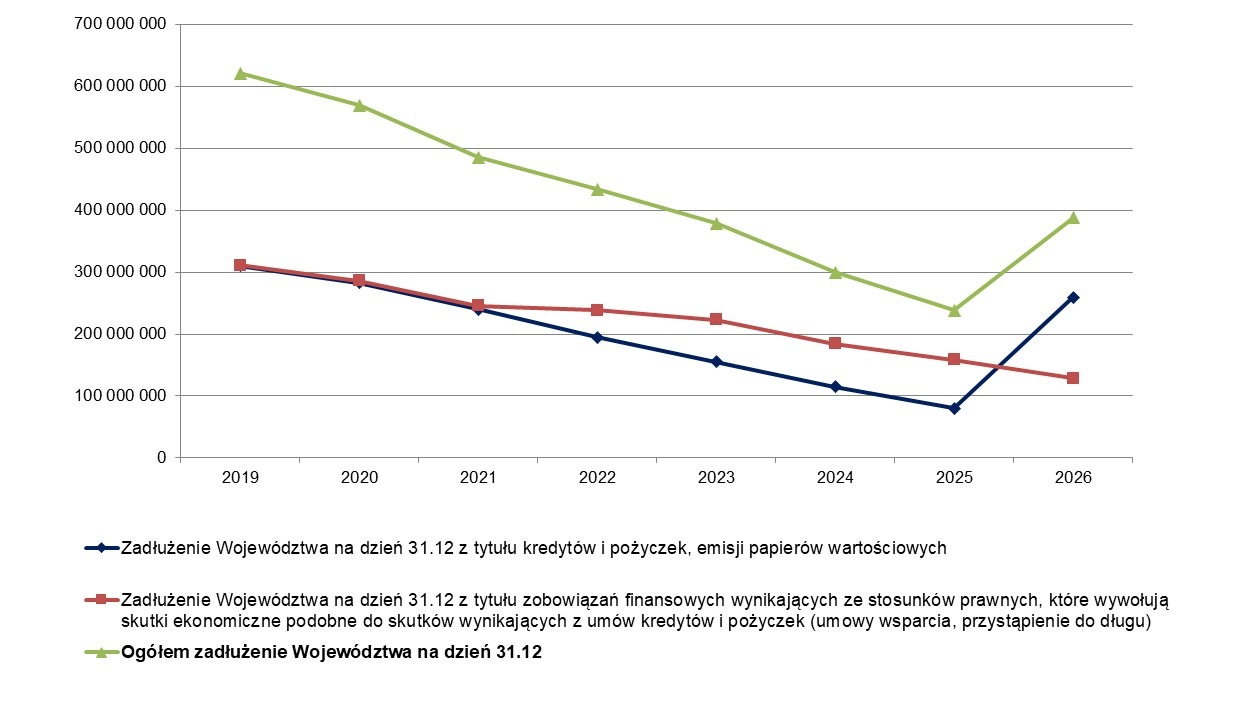 700 000 000
600 000 000
500 000 000
400 000 000
300 000 000
200 000 000
100 000 000
0
2019 2020 2021 2022 2023 2024 2025 2026
Zadłużenie Województwa na dzień 31.12 z tytułu kredytów i pożyczek, emisji papierów wartościowych
Zadłużenie Województwa na dzień 31.12 z tytułu zobowiązań finansowych wynikających ze stosunków prawnych, które wywołują
skutki ekonomiczne podobne do skutków wynikających z umów kredytów i pożyczek (umowy wsparcia, przystąpienie do długu)
Ogółem zadłużenie Województwa na dzień 31.12